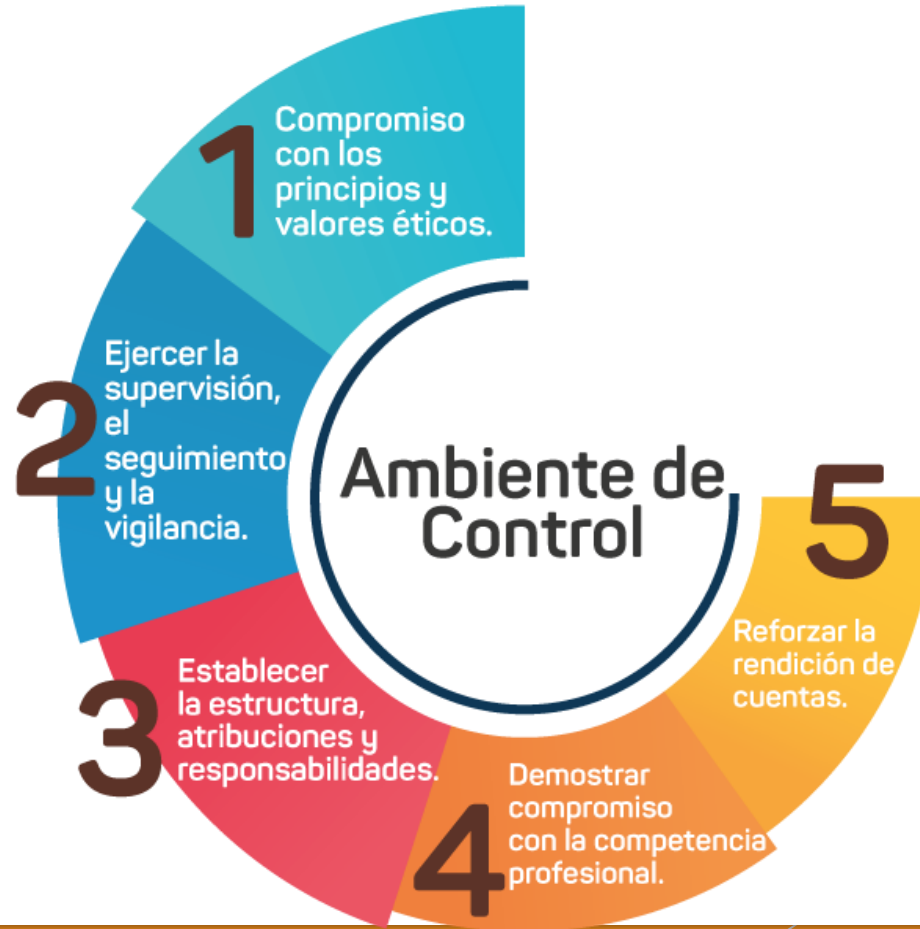 1
Compromiso
con los
principios y
valores éticos.
2
Ejercer la
supervisión,
el
seguimiento
y la
vigilancia.
Ambiente de
Control
3
Establecer
la estructura,
atribuciones y
responsabilidades.
4
Demostrar
compromiso
con la competencia
profesional.
5
Reforzar la
rendición de
cuentas.